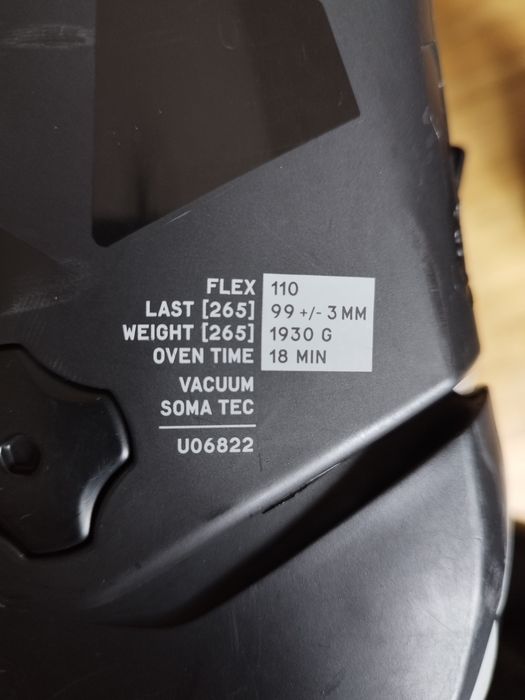 FLEX 110
LAST [265] 99 +/- 3 MM
WEIGHT [265] 1930 G
OVEN TIME 18 MIN
VACUUM
SOMA TEC
U06822